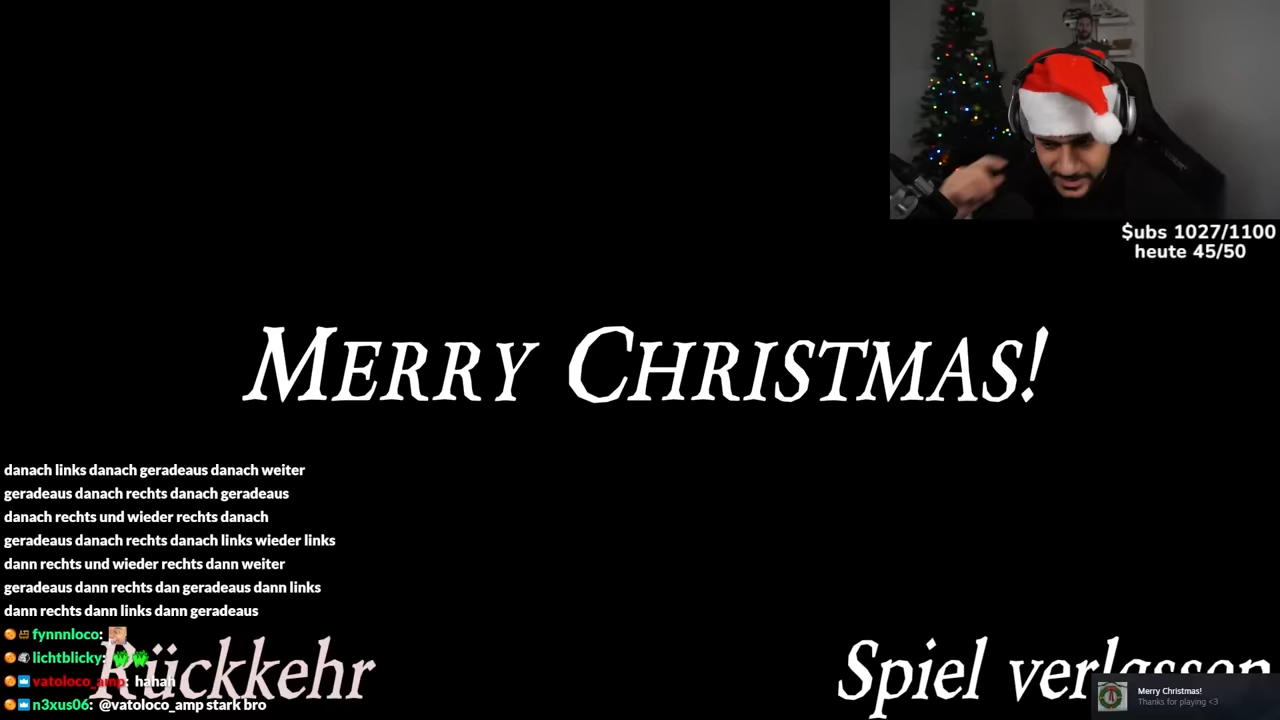 $ubs 1027/1100
heute 45/50
MERRY CHRISTMAS!
danach links danach geradeaus danach weiter
geradeaus danach rechts danach geradeaus
danach rechts und wieder rechts danach
geradeaus danach rechts danach links wieder links
dann rechts und wieder rechts dann weiter
geradeaus dann rechts dan geradeaus dann links
dann rechts dann links dann geradeaus
fynnnloco:
lichtblicky:
vatoloco_amp: hahah
n3xus06: @vatoloco_amp stark bro
Rückkehr
Spiel verlassen
Merry Christmas!
Thanks for playing <3